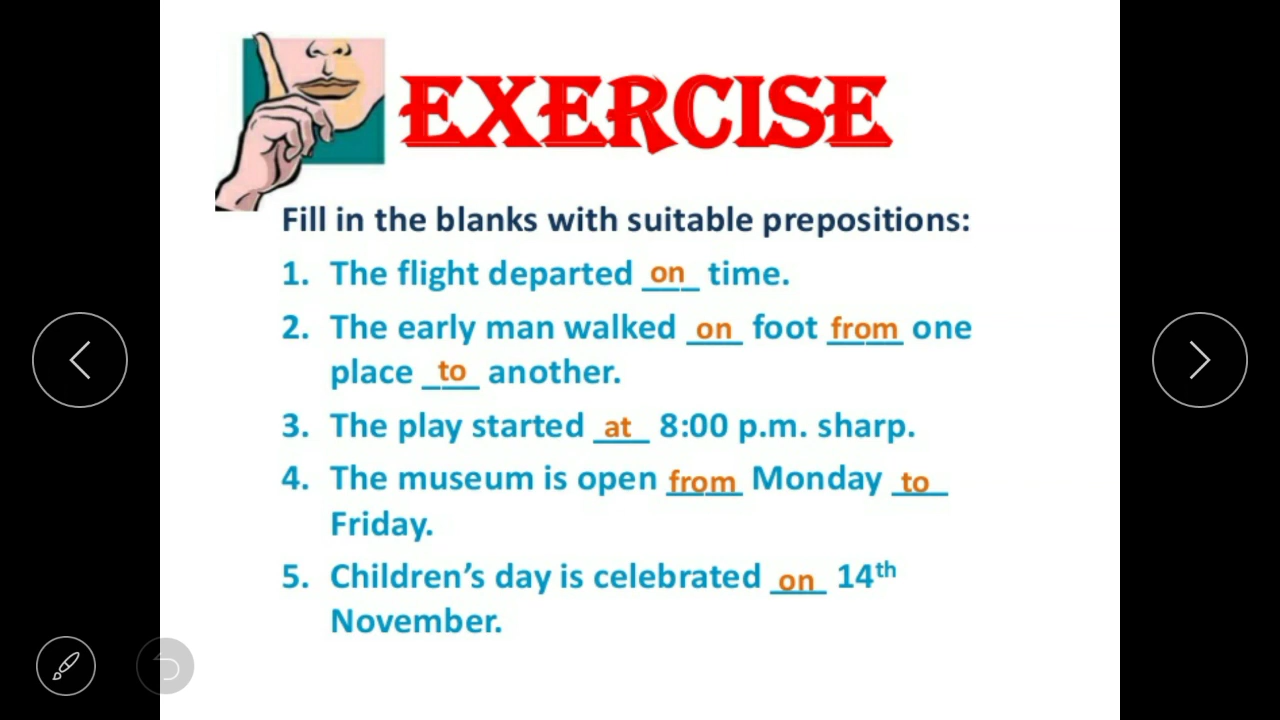 EXERCISE
Fill in the blanks with suitable prepositions:
1. The flight departed on time.
2. The early man walked on foot from one
place to another.
3. The play started at 8:00 p.m. sharp.
4. The museum is open from Monday to
Friday.
5. Children’s day is celebrated on 14th
November.